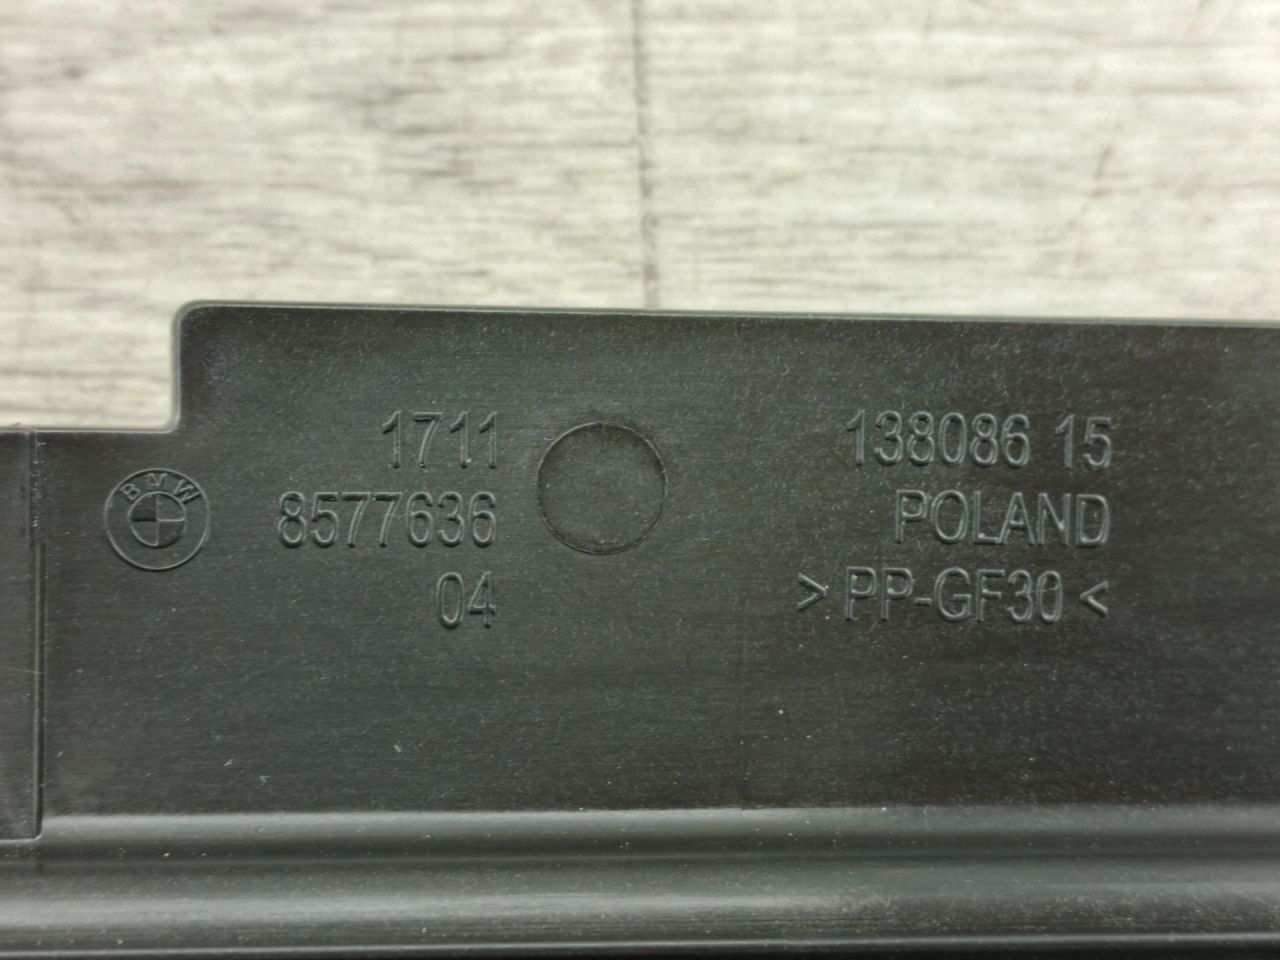 BMW
1711
8577636
04
138086 15
POLAND
> PP-GF30 <